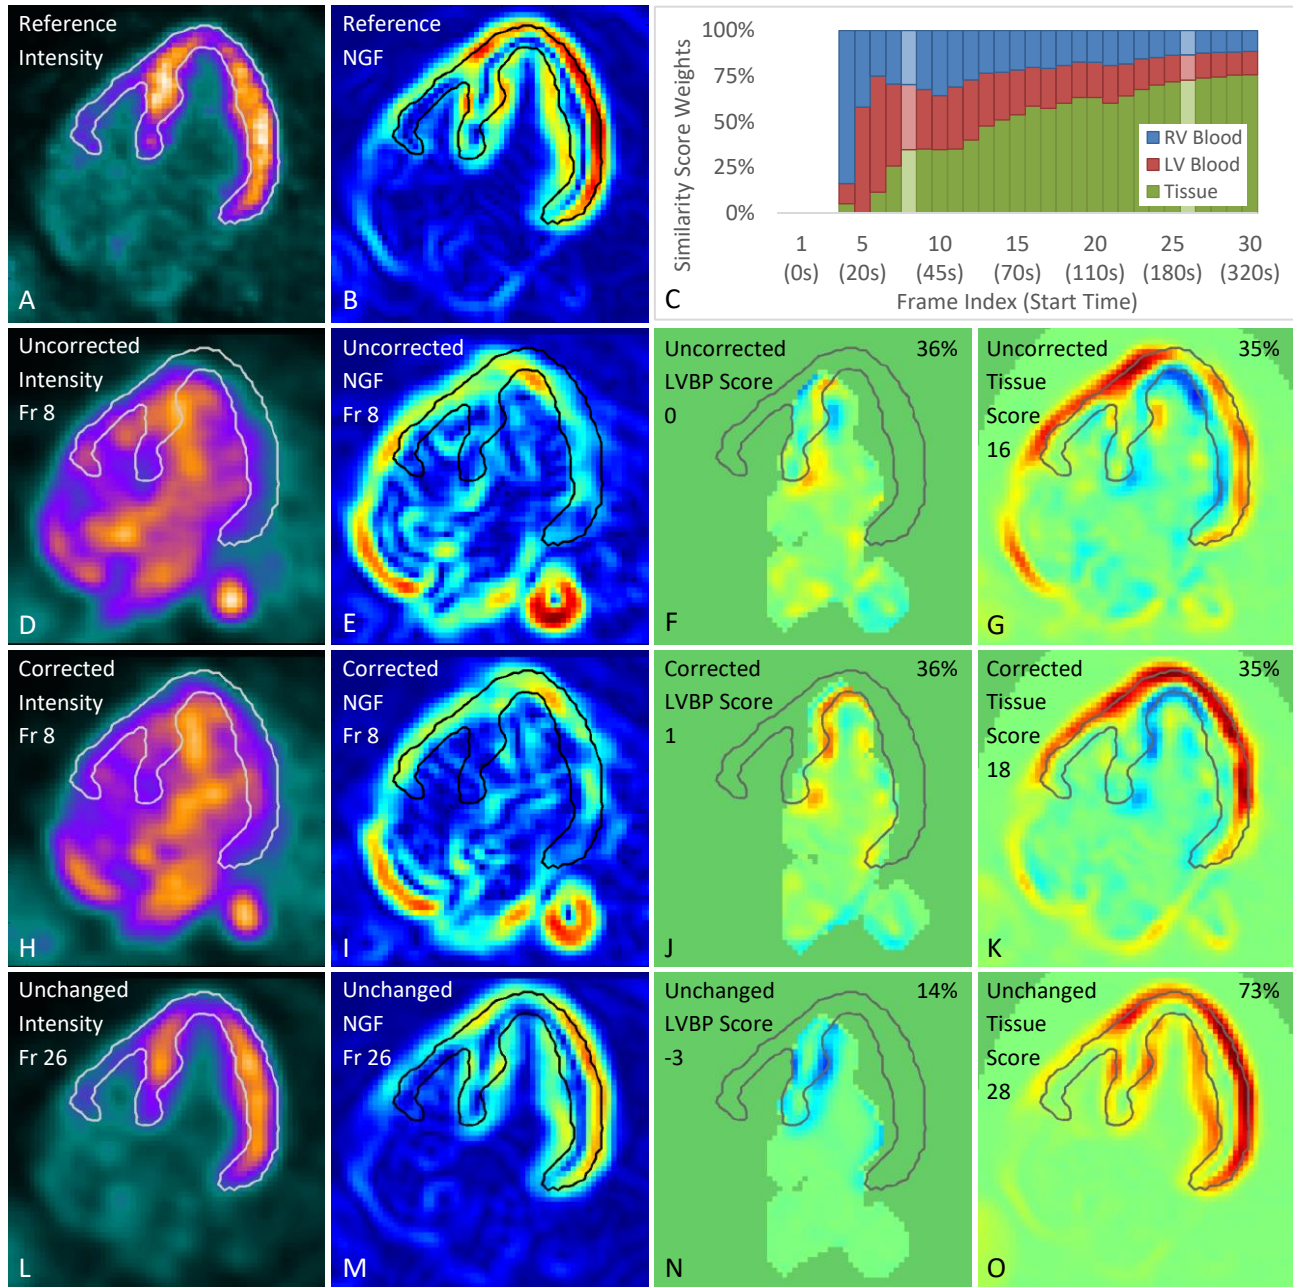 Reference
Intensity
A
Reference
NGF
B
Similarity Score Weights
100%
75%
50%
25%
0%
RV Blood
LV Blood
Tissue
1 5 10 15 20 25 30
(0s) (20s) (45s) (70s) (110s) (180s) (320s)
Frame Index (Start Time)
C
Uncorrected
Intensity
Fr 8
D
Uncorrected
NGF
Fr 8
E
Uncorrected 36%
LVBP Score
0
F
Uncorrected 35%
Tissue
Score
16
G
Corrected
Intensity
Fr 8
H
Corrected
NGF
Fr 8
I
Corrected 36%
LVBP Score
1
J
Corrected 35%
Tissue
Score
18
K
Unchanged
Intensity
Fr 26
L
Unchanged
NGF
Fr 26
M
Unchanged 14%
LVBP Score
-3
N
Unchanged 73%
Tissue
Score
28
O